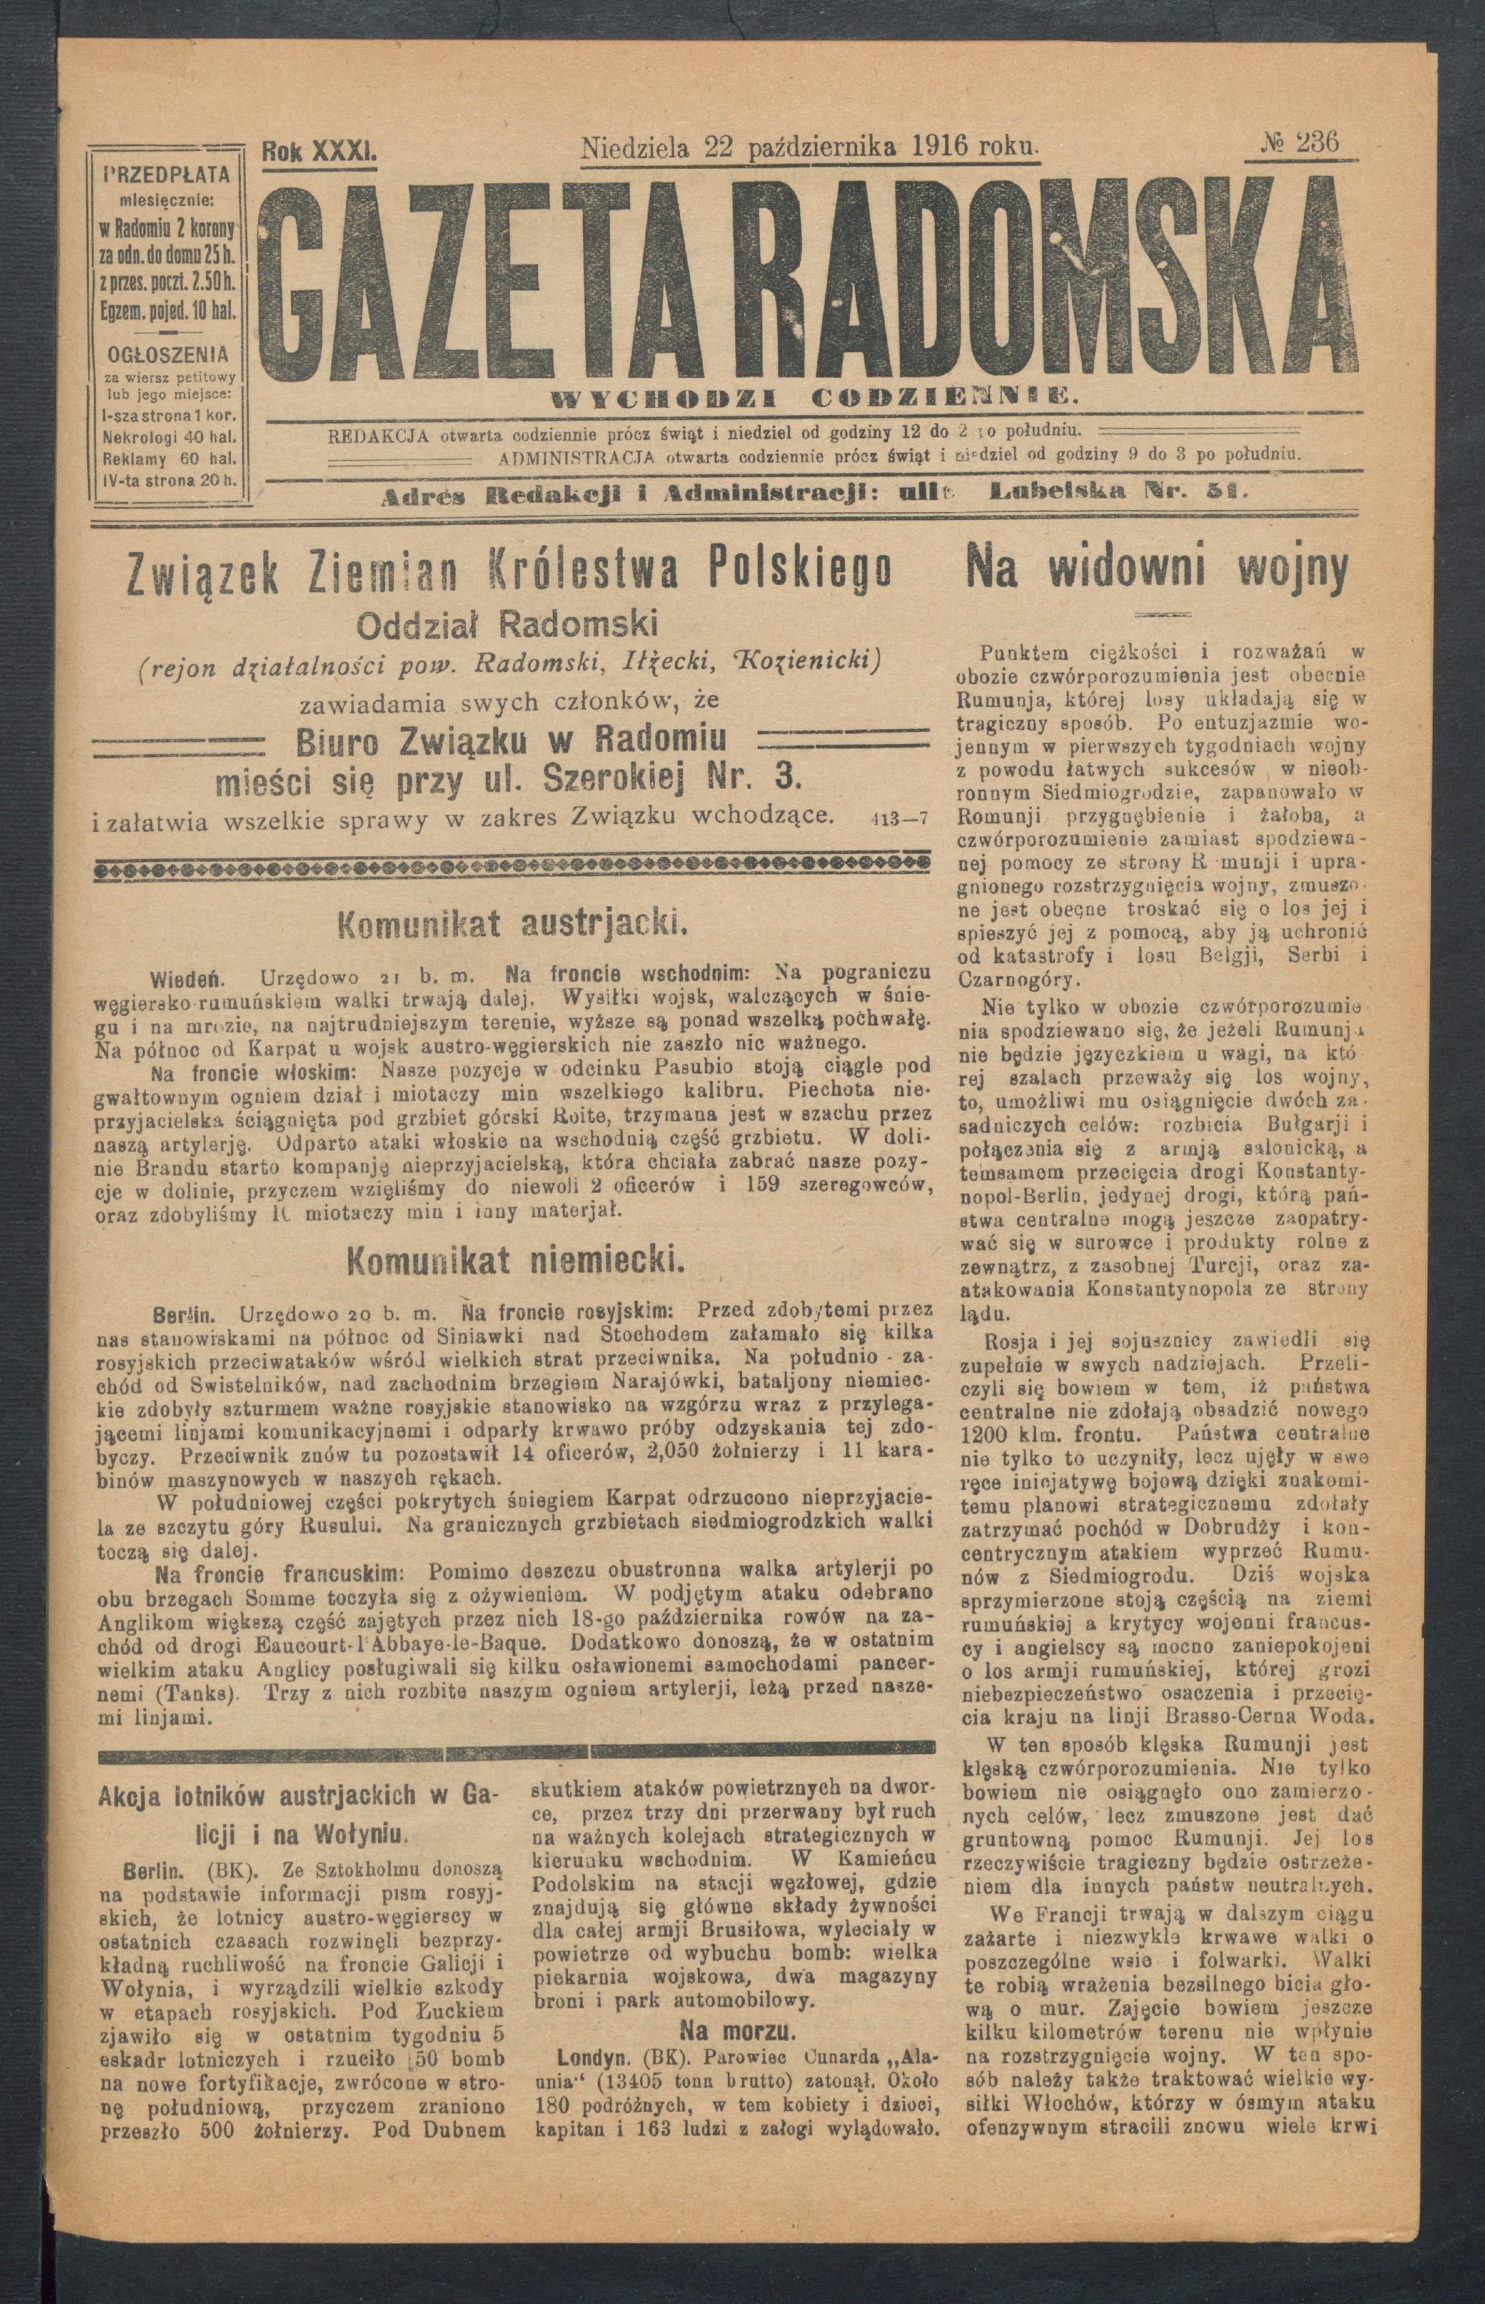 PRZEDPŁATA
miesięcznie:
w Radomiu 2 korony
za odn. do domu 25 h.
z przes. poczt. 2.50 h.
Egzem. pojed. 10 hal.
OGŁOSZENIA
za wiersz petitowy
lub jego miejsce:
I-sza strona 1 kor.
Nekrologi 40 hal.
Reklamy 60 hal.
IV-ta strona 20 h.
Rok XXXI.
Niedziela 22 października 1916 roku.
№ 236
GAZETA RADOMSKA
WYCHODZI CODZIENNIE.
REDAKCJA otwarta codziennie prócz świąt i niedziel od godziny 12 do 2 po południu.
ADMINISTRACJA otwarta codziennie prócz świąt i niedziel od godziny 9 do 3 po południu.
Adres Redakcji i Administracji: Lubelska Nr. 51.
Związek Ziemian Królestwa Polskiego
Oddział Radomski
(rejon działalności pow. Radomski, Iłżecki, Kozienicki)
zawiadamia swych członków, że
Biuro Związku w Radomiu
mieści się przy ul. Szerokiej Nr. 3.
i załatwia wszelkie sprawy w zakres Związku wchodzące. 413—7
Komunikat austrjacki.
Wiedeń. Urzędowo 21 b. m. Na froncie wschodnim: Na pograniczu
węgiersko-rumuńskiem walki trwają dalej. Wysiłki wojsk, walczących w śnie-
gu i na mrozie, na najtrudniejszym terenie, wyższe są ponad wszelką pochwałę.
Na północ od Karpat u wojsk austro-węgierskich nie zaszło nic ważnego.
Na froncie włoskim: Nasze pozycje w odcinku Pasubio stoją ciągle pod
gwałtownym ogniem dział i miotaczy min wszelkiego kalibru. Piechota nie-
przyjacielska ściągnięta pod grzbiet górski Roite, trzymana jest w szachu przez
naszą artylerję. Odparto ataki włoskie na wschodnią część grzbietu. W doli-
nie Brandu starto kompanję nieprzyjacielską, która chciała zabrać nasze pozy-
cje w dolinie, przyczem wzięliśmy do niewoli 2 oficerów i 159 szeregowców,
oraz zdobyliśmy 10 miotaczy min i inny materjał.
Komunikat niemiecki.
Berlin. Urzędowo 20 b. m. Na froncie rosyjskim: Przed zdobytemi przez
nas stanowiskami na północ od Siniawki nad Stochodem załamało się kilka
rosyjskich przeciwataków wśród wielkich strat przeciwnika. Na południo - za-
chód od Swistelników, nad zachodnim brzegiem Narajówki, bataljony niemiec-
kie zdobyły szturmem ważne rosyjskie stanowisko na wzgórzu wraz z przylega-
jącemi linjami komunikacyjnemi i odparły krwawo próby odzyskania tej zdo-
byczy. Przeciwnik znów tu pozostawił 14 oficerów, 2,050 żołnierzy i 11 kara-
binów maszynowych w naszych rękach.
W południowej części pokrytych śniegiem Karpat odrzucono nieprzyjacie-
la ze szczytu góry Rusului. Na granicznych grzbietach siedmiogrodzkich walki
toczą się dalej.
Na froncie francuskim: Pomimo deszczu obustronna walka artylerji po
obu brzegach Somme toczyła się z ożywieniem. W podjętym ataku odebrano
Anglikom większą część zajętych przez nich 18-go października rowów na za-
chód od drogi Eaucourt-l'Abbaye-le-Baque. Dodatkowo donoszą, że w ostatnim
wielkim ataku Anglicy posługiwali się kilku osławionemi samochodami pancer-
nemi (Tanks). Trzy z nich rozbite naszym ogniem artylerji, leżą przed nasze-
mi linjami.
Akcja lotników austrjackich w Ga-
licji i na Wołyniu.
Berlin. (BK). Ze Sztokholmu donoszą
na podstawie informacji pism rosyj-
skich, że lotnicy austro-węgierscy w
ostatnich czasach rozwinęli bezprzy-
kładną ruchliwość na froncie Galicji i
Wołynia, i wyrządzili wielkie szkody
w etapach rosyjskich. Pod Łuckiem
zjawiło się w ostatnim tygodniu 5
eskadr lotniczych i rzuciło 50 bomb
na nowe fortyfikacje, zwrócone w stro-
nę południową, przyczem zraniono
przeszło 500 żołnierzy. Pod Dubnem
skutkiem ataków powietrznych na dwor-
ce, przez trzy dni przerwany był ruch
na ważnych kolejach strategicznych w
kierunku wschodnim. W Kamieńcu
Podolskim na stacji węzłowej, gdzie
znajdują się główne składy żywności
dla całej armji Brusiłowa, wyleciały w
powietrze od wybuchu bomb: wielka
piekarnia wojskowa, dwa magazyny
broni i park automobilowy.
Na morzu.
Londyn. (BK). Parowiec Cunarda „Ala-
unia“ (13405 tonn brutto) zatonął. Około
180 podróżnych, w tem kobiety i dzieci,
kapitan i 163 ludzi z załogi wylądowało.
Na widowni wojny
Punktem ciężkości i rozważań w
obozie czwórporozumienia jest obecnie
Rumunja, której losy układają się w
tragiczny sposób. Po entuzjazmie wo-
jennym w pierwszych tygodniach wojny
z powodu łatwych sukcesów w nieob-
ronnym Siedmiogrodzie, zapanowało w
Romunji przygnębienie i żałoba, a
czwórporozumienie zamiast spodziewa-
nej pomocy ze strony R munji i upra-
gnionego rozstrzygnięcia wojny, zmuszo-
ne jest obecne troskać się o los jej i
spieszyć jej z pomocą, aby ją uchronić
od katastrofy i losu Belgji, Serbi i
Czarnogóry.
Nie tylko w obozie czwórporozumie-
nia spodziewano się, że jeżeli Rumunja
nie będzie języczkiem u wagi, na któ-
rej szalach przeważy się los wojny,
to, umożliwi mu osiągnięcie dwóch za-
sadniczych celów: rozbicia Bułgarji i
połączenia się z armją salonicką, a
temsamem przecięcia drogi Konstanty-
nopol-Berlin, jedynej drogi, którą pań-
stwa centralne mogą jeszcze zaopatry-
wać się w surowce i produkty rolne z
zewnątrz, z zasobnej Turcji, oraz za-
atakowania Konstantynopola ze strony
lądu.
Rosja i jej sojusznicy zawiedli się
zupełnie w swych nadziejach. Przeli-
czyli się bowiem w tem, iż państwa
centralne nie zdołają obsadzić nowego
1200 klm. frontu. Państwa centralne
nie tylko to uczyniły, lecz ujęły w swe
ręce inicjatywę bojową dzięki znakomi-
temu planowi strategicznemu zdołały
zatrzymać pochód w Dobrudży i kon-
centrycznym atakiem wyprzeć Rumu-
nów z Siedmiogrodu. Dziś wojska
sprzymierzone stoją częścią na ziemi
rumuńskiej a krytycy wojenni francus-
cy i angielscy są mocno zaniepokojeni
o los armji rumuńskiej, której grozi
niebezpieczeństwo osaczenia i przecię-
cia kraju na linji Brasso-Cerna Woda.
W ten sposób klęska Rumunji jest
klęską czwórporozumienia. Nie tylko
bowiem nie osiągnęło ono zamierzo-
nych celów, lecz zmuszone jest dać
gruntowną pomoc Rumunji. Jej los
rzeczywiście tragiczny będzie ostrzeże-
niem dla innych państw neutralnych.
We Francji trwają w dalszym ciągu
zażarte i niezwykle krwawe walki o
poszczególne wsie i folwarki. Walki
te robią wrażenia bezsilnego bicia gło-
wą o mur. Zajęcie bowiem jeszcze
kilku kilometrów terenu nie wpłynie
na rozstrzygnięcie wojny. W ten spo-
sób należy także traktować wielkie wy-
siłki Włochów, którzy w ósmym ataku
ofenzywnym stracili znowu wiele krwi